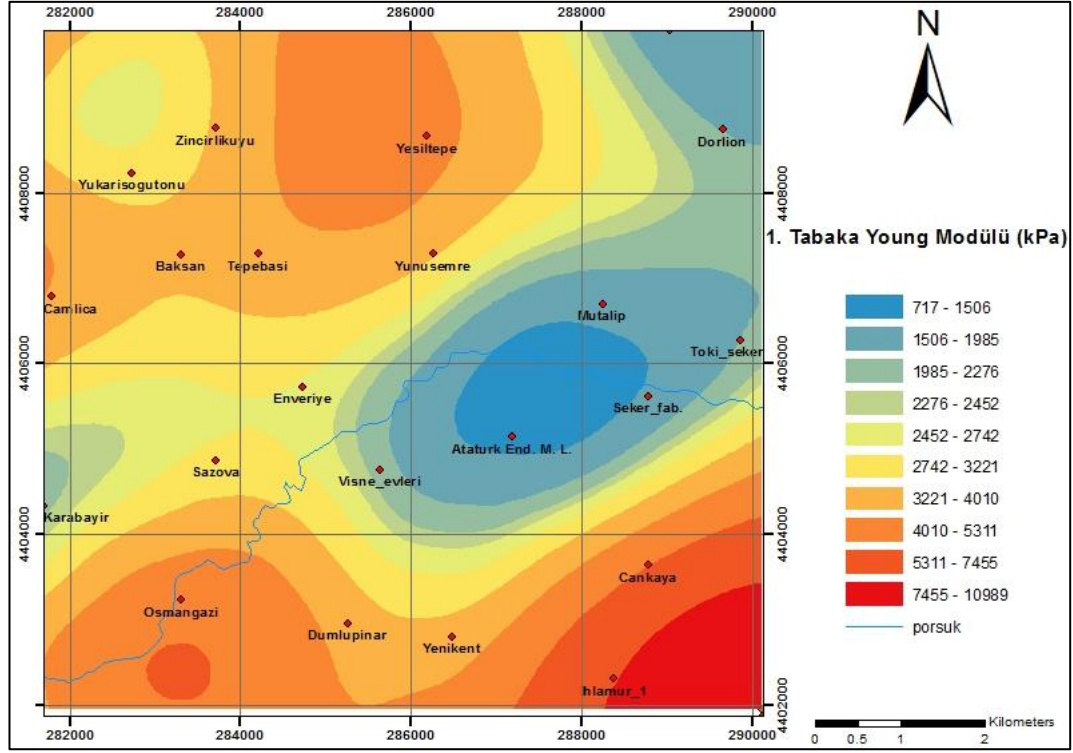 282000 284000 286000 288000 290000
N
Zincirlikuyu
Yesiltepe
Dorlion
Yukarisogutonu
4408000 4408000
1. Tabaka Young Modülü (kPa)
Baksan Tepebasi Yunusemre
Camlica
Mutalip
717 - 1506
1506 - 1985
Toki_seker
4406000 4406000
1985 - 2276
2276 - 2452
Enveriye
Seker_fab.
2452 - 2742
Ataturk End. M. L.
2742 - 3221
Sazova
Visne_evleri
3221 - 4010
Karabayir
4010 - 5311
4404000 4404000
5311 - 7455
Cankaya
7455 - 10989
Osmangazi
porsuk
Dumlupinar
Yenikent
hlamur_1
4402000 4402000
Kilometers
0 0.5 1 2
282000 284000 286000 288000 290000